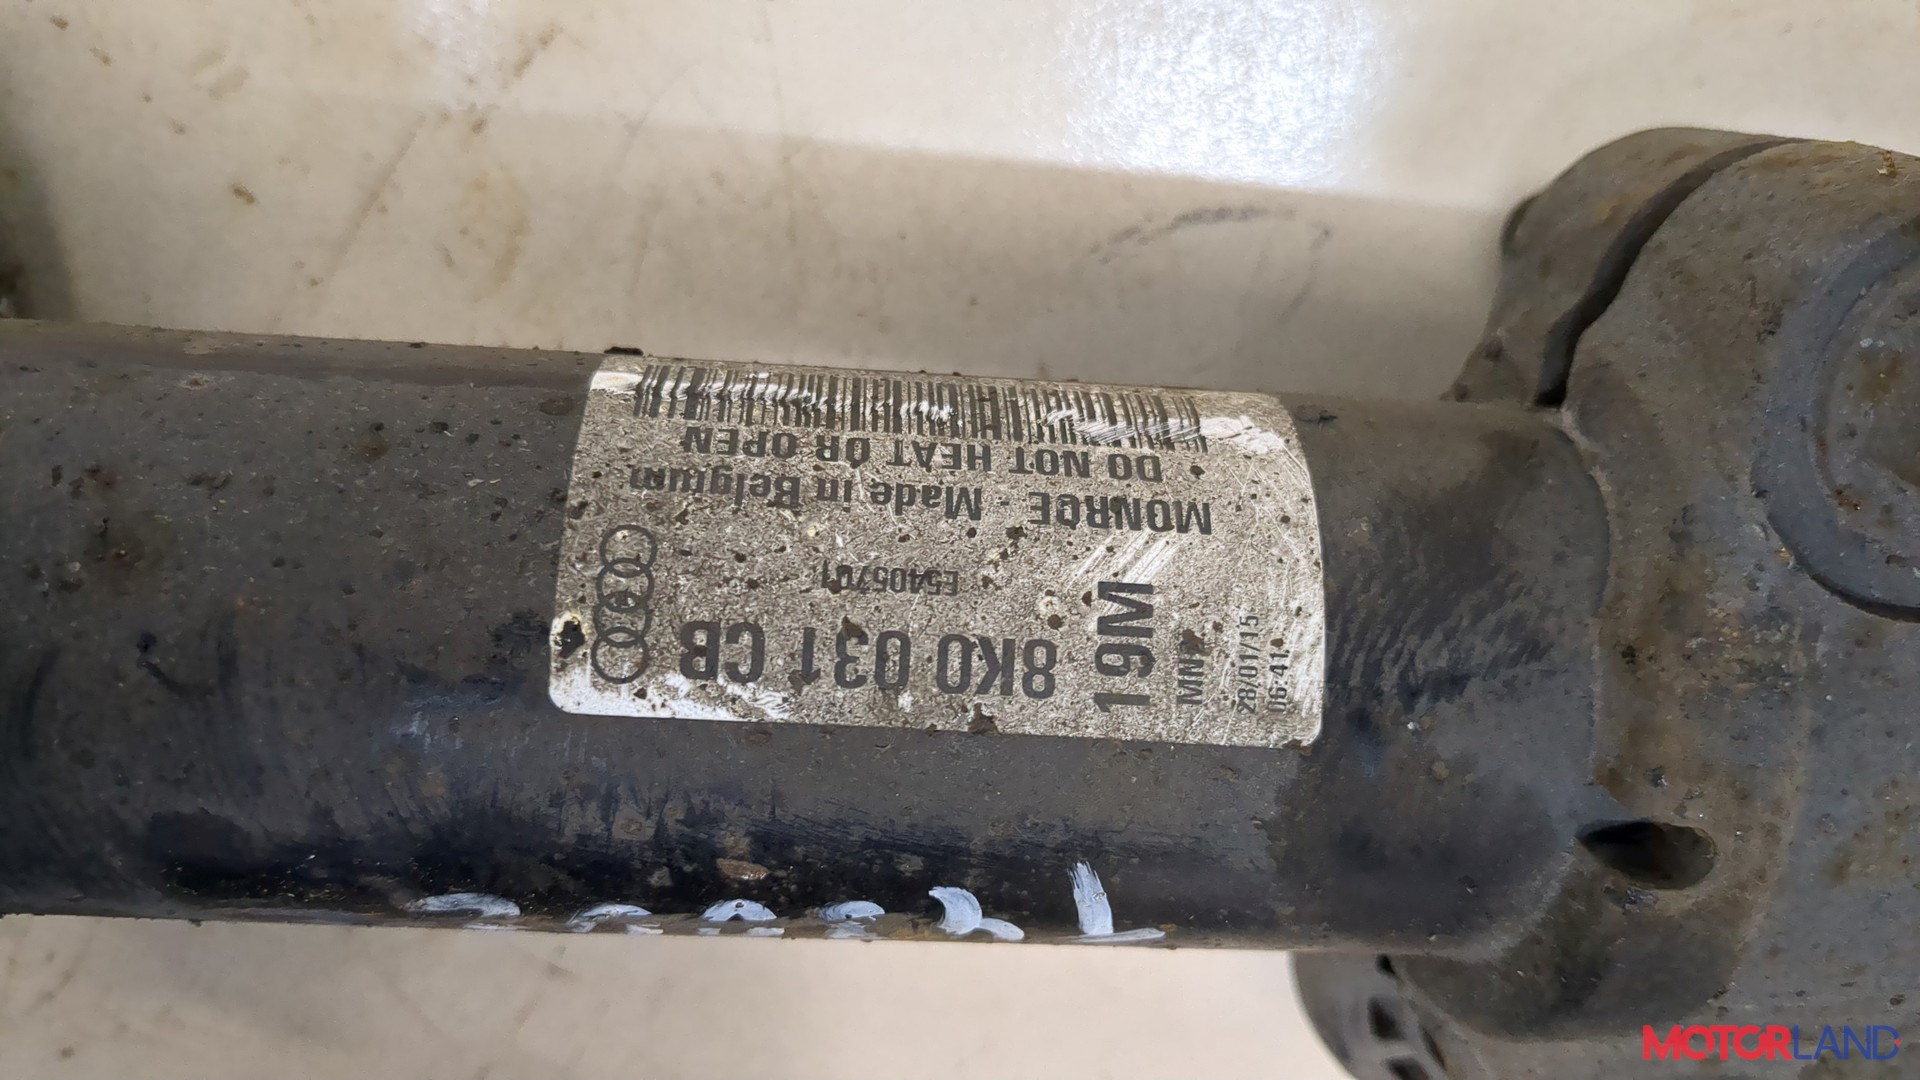 8K0 031 CB
E5405701
MONROE - Made in Belgium
DO NOT HEAT OR OPEN
19M
MN
28/01/15
06:41
MOTORLAND